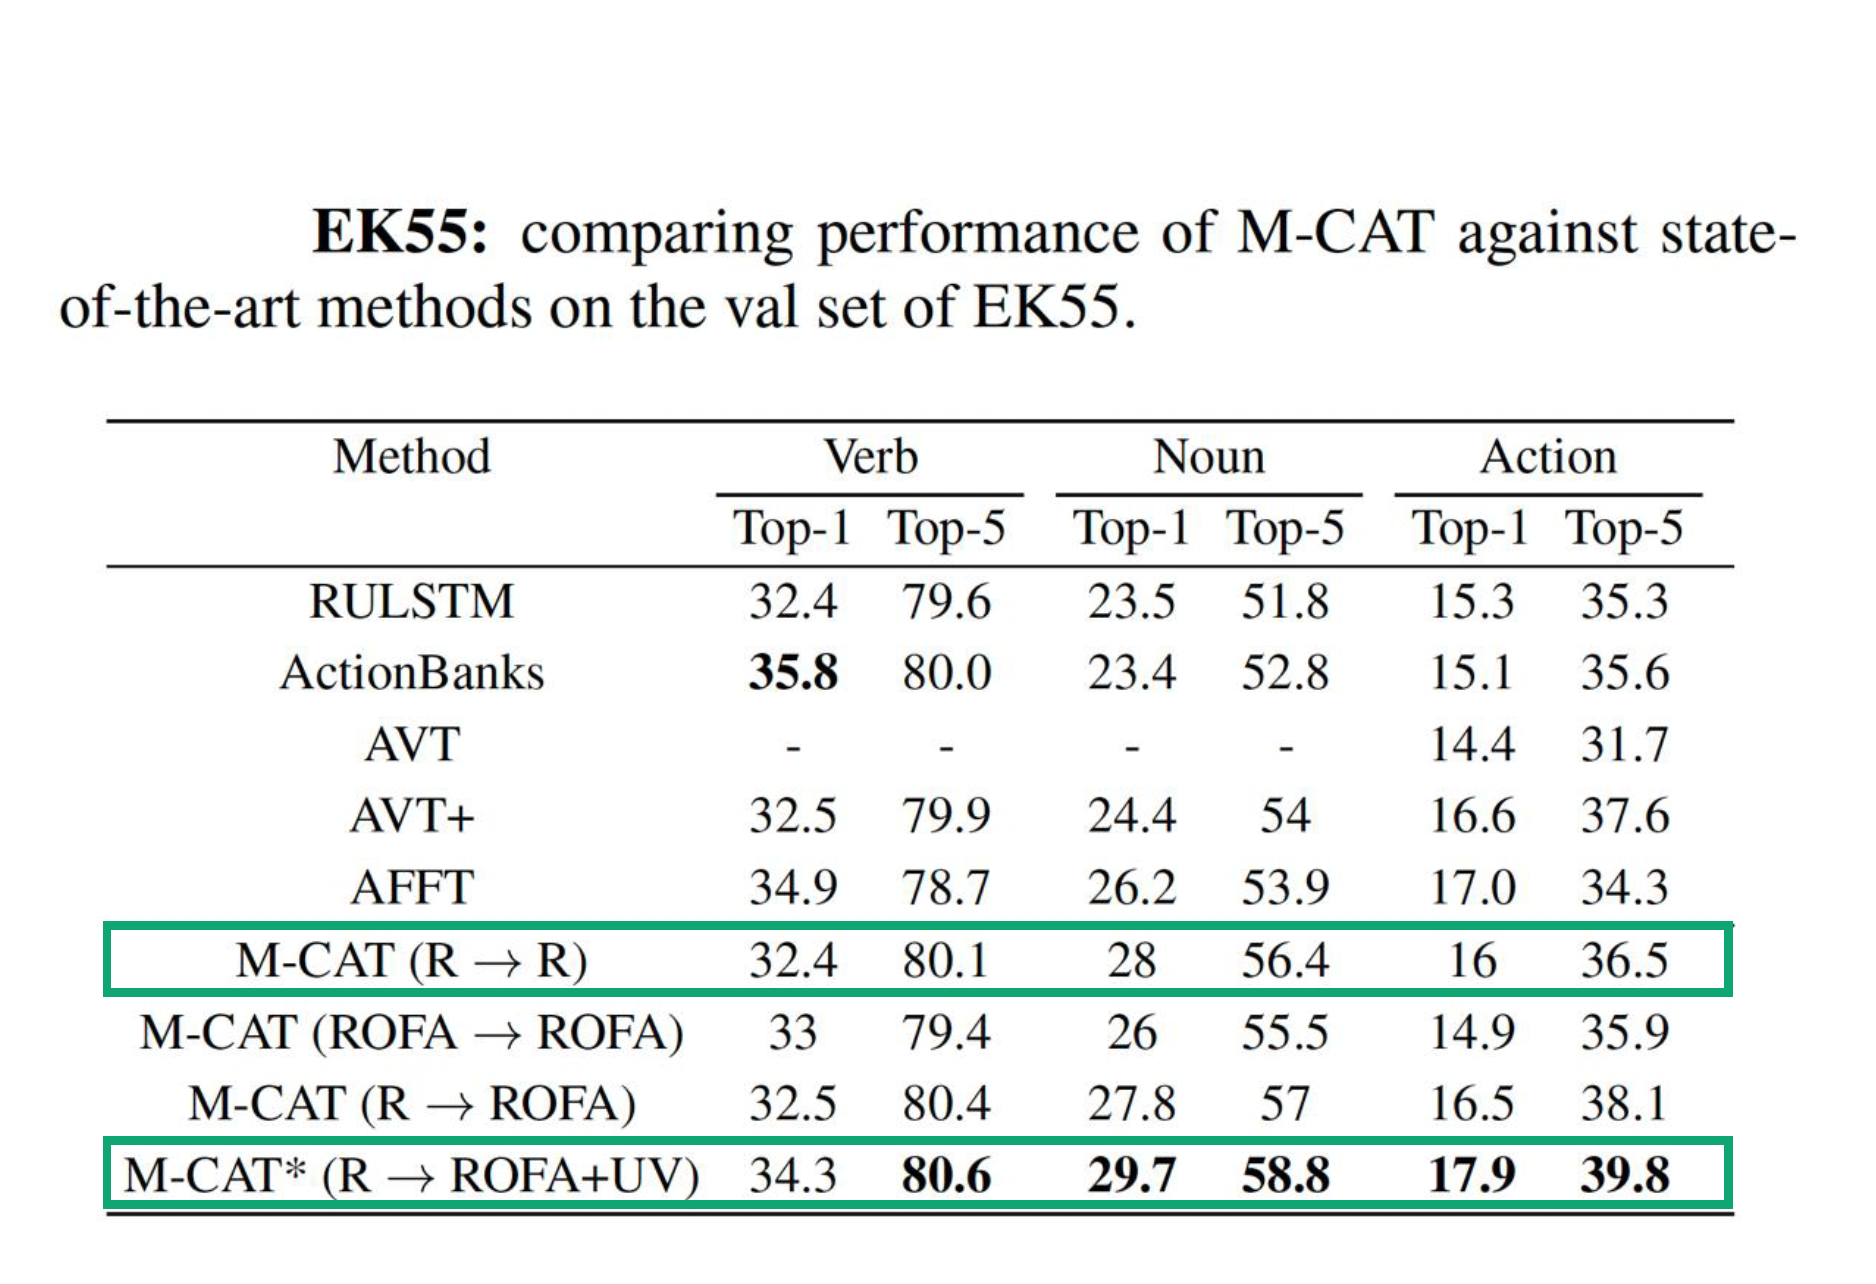 EK55: comparing performance of M-CAT against state-
of-the-art methods on the val set of EK55.
Method Verb Noun Action
Top-1 Top-5 Top-1 Top-5 Top-1 Top-5
RULSTM 32.4 79.6 23.5 51.8 15.3 35.3
ActionBanks 35.8 80.0 23.4 52.8 15.1 35.6
AVT - - - - 14.4 31.7
AVT+ 32.5 79.9 24.4 54 16.6 37.6
AFFT 34.9 78.7 26.2 53.9 17.0 34.3
M-CAT (R → R) 32.4 80.1 28 56.4 16 36.5
M-CAT (ROFA → ROFA) 33 79.4 26 55.5 14.9 35.9
M-CAT (R → ROFA) 32.5 80.4 27.8 57 16.5 38.1
M-CAT* (R → ROFA+UV) 34.3 80.6 29.7 58.8 17.9 39.8